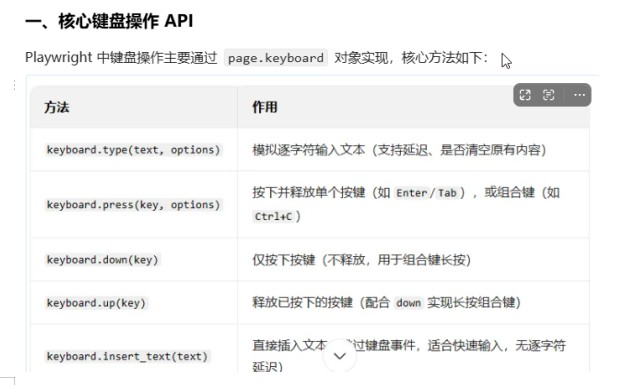 一、核心键盘操作 API
Playwright 中键盘操作主要通过 page.keyboard 对象实现，核心方法如下：
方法 作用
keyboard.type(text, options) 模拟逐字符输入文本（支持延迟、是否清空原有内容）
keyboard.press(key, options) 按下并释放单个按键（如 Enter/Tab），或组合键（如
Ctrl+C）
keyboard.down(key) 仅按下按键（不释放，用于组合键长按）
keyboard.up(key) 释放已按下的按键（配合 down 实现长按组合键）
keyboard.insert_text(text) 直接插入文本 过键盘事件，适合快速输入，无逐字符
延迟）